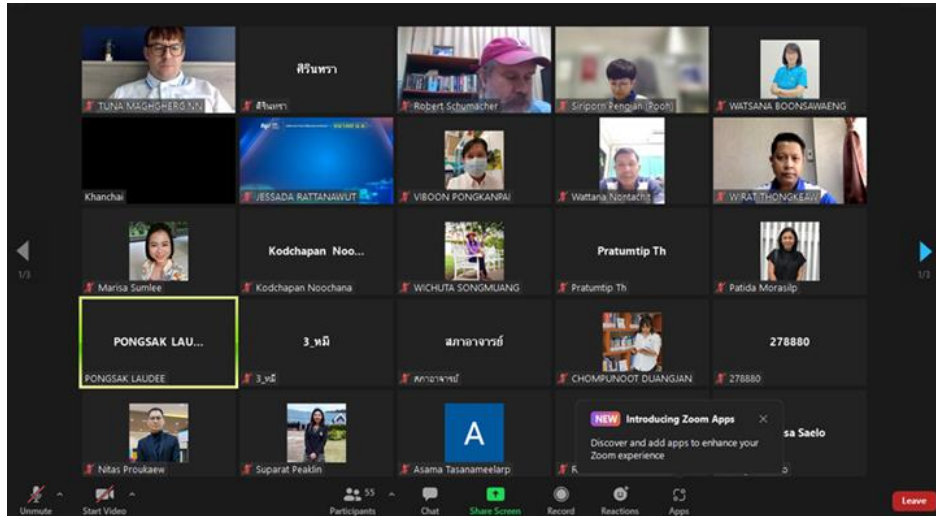 TUNA MAGHGHERG NN
ศิรินทรา
ศิรินทรา
Robert Schumacher
Siriporn Pengjan (Pooh)
WATSANA BOONSAWAENG
Khanchai
JESSADA RATTANAWUT
VIBOON PONGKANPAI
Wattana Nontachit
WIRAT THONGKEAW
Marisa Sumlee
Kodchapan Noo...
Kodchapan Noochana
WICHUTA SONGMUANG
Pratumtip Th
Pratumtip Th
Patida Morasilp
1/3
1/3
PONGSAK LAU...
PONGSAK LAUDEE
3_หมี
3_หมี
สภาอาจารย์
สภาอาจารย์
CHOMPUNOOT DUANGJAN
278880
278880
Nitas Proukaew
Suparat Peakfin
A
Asama Tasanameelarp
NEW Introducing Zoom Apps
Discover and add apps to enhance your
Zoom experience
sa Saelo
Unmute
Start Video
55
Participants
Chat
Share Screen
Record
Reactions
Apps
Leave